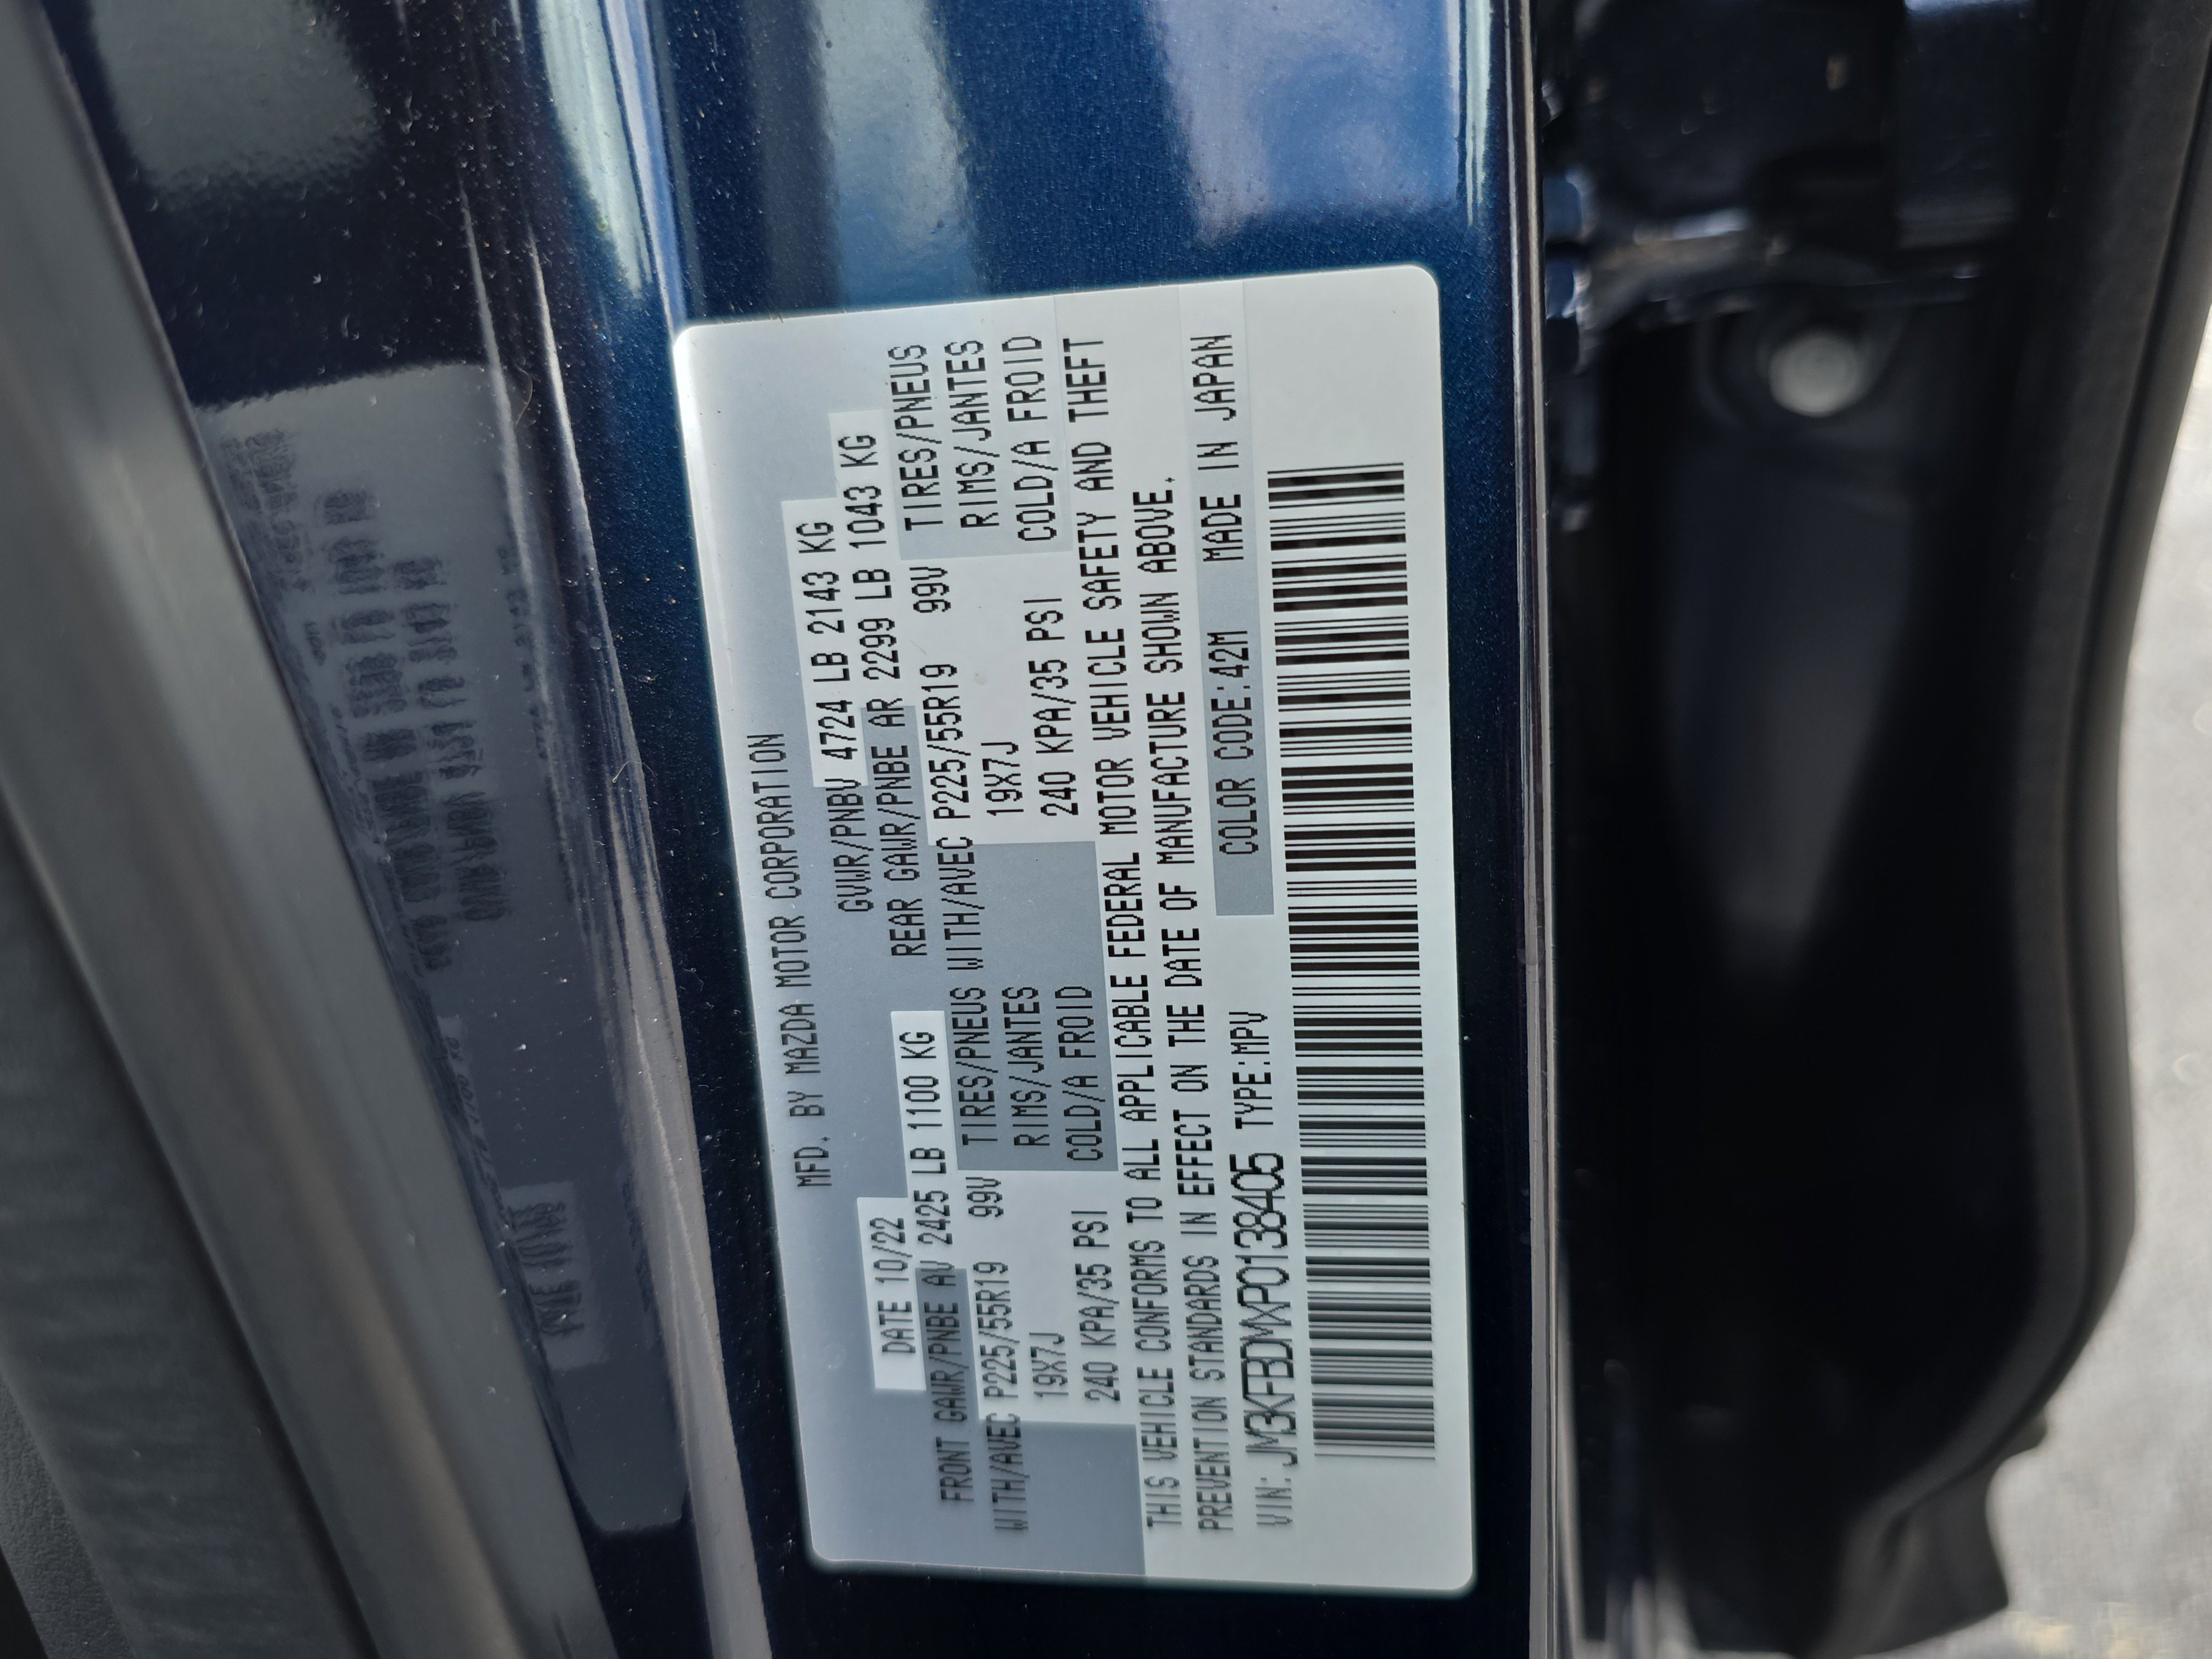 MFD. BY MAZDA MOTOR CORPORATION
DATE 10/22 GVWR/PNBV 4724 LB 2143 KG
FRONT GAWR/PNBE AV 2425 LB 1100 KG REAR GAWR/PNBE AR 2299 LB 1043 KG
WITH/AVEC P225/55R19 99V TIRES/PNEUS WITH/AVEC P225/55R19 99V TIRES/PNEUS
19X7J RIMS/JANTES 19X7J RIMS/JANTES
240 KPA/35 PSI COLD/A FROID 240 KPA/35 PSI COLD/A FROID
THIS VEHICLE CONFORMS TO ALL APPLICABLE FEDERAL MOTOR VEHICLE SAFETY AND THEFT
PREVENTION STANDARDS IN EFFECT ON THE DATE OF MANUFACTURE SHOWN ABOVE.
VIN: JM3KFBDMXP0138405 TYPE:MPV COLOR CODE:42M MADE IN JAPAN